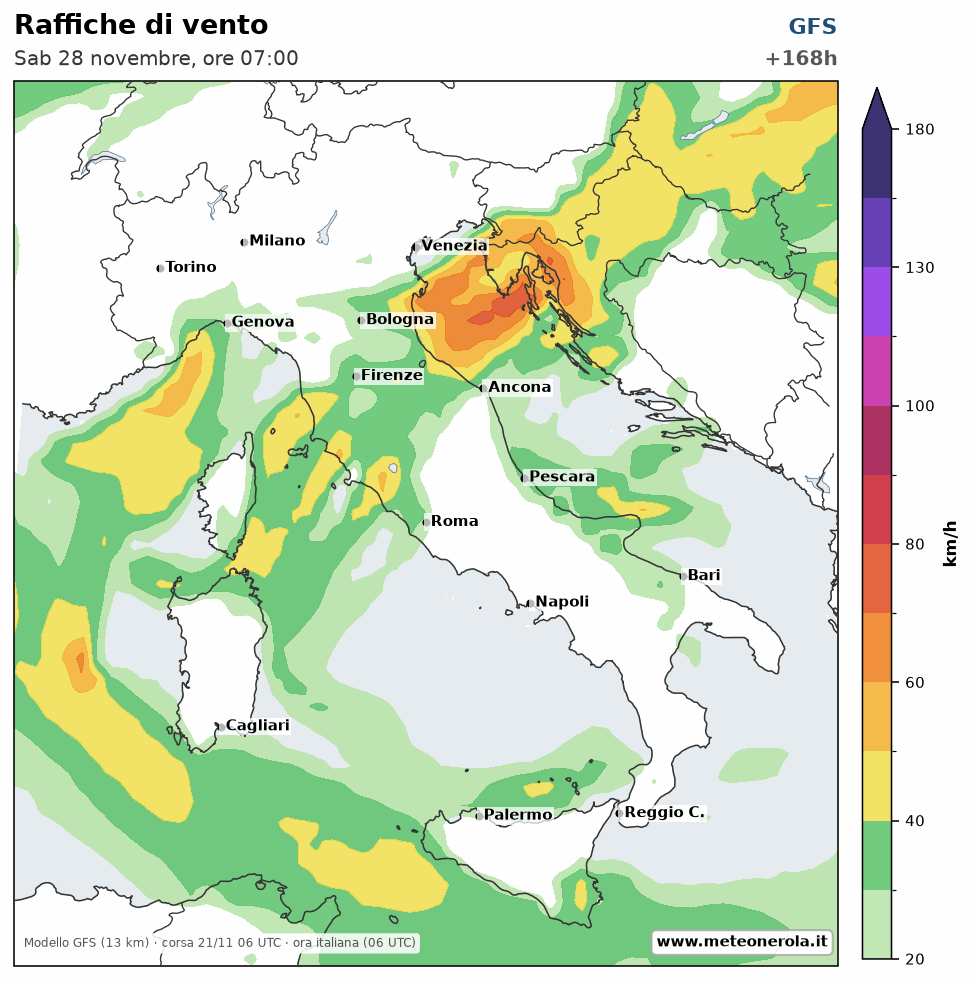 Raffiche di vento
GFS
Sab 28 novembre, ore 07:00
+168h
180
130
100
80
60
40
20
km/h
Milano
Venezia
Torino
Genova
Bologna
Firenze
Ancona
Pescara
Roma
Bari
Napoli
Cagliari
Palermo
Reggio C.
Modello GFS (13 km) · corsa 21/11 06 UTC · ora italiana (06 UTC)
www.meteonerola.it